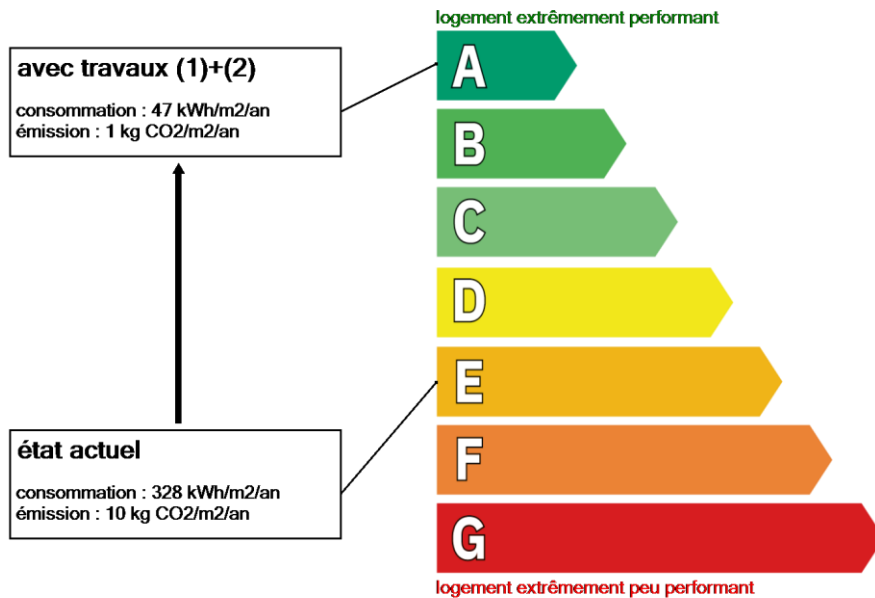 logement extrêmement performant
avec travaux (1)+(2)
consommation : 47 kWh/m2/an
émission : 1 kg CO2/m2/an
A
B
C
D
E
F
G
état actuel
consommation : 328 kWh/m2/an
émission : 10 kg CO2/m2/an
logement extrêmement peu performant